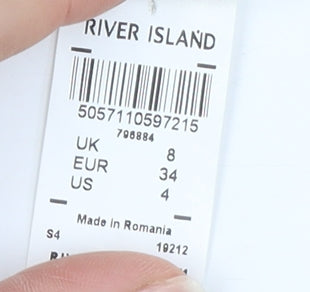 RIVER ISLAND
5057110597215
796884
UK 8
EUR 34
US 4
Made in Romania
S4 19212